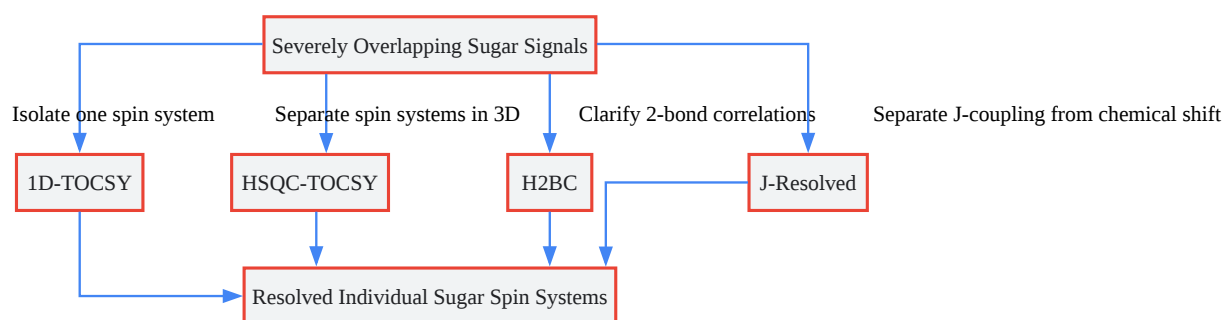 Severely Overlapping Sugar Signals
Isolate one spin system
Separate spin systems in 3D
Clarify 2-bond correlations
Separate J-coupling from chemical shift
1D-TOCSY
HSQC-TOCSY
H2BC
J-Resolved
Resolved Individual Sugar Spin Systems